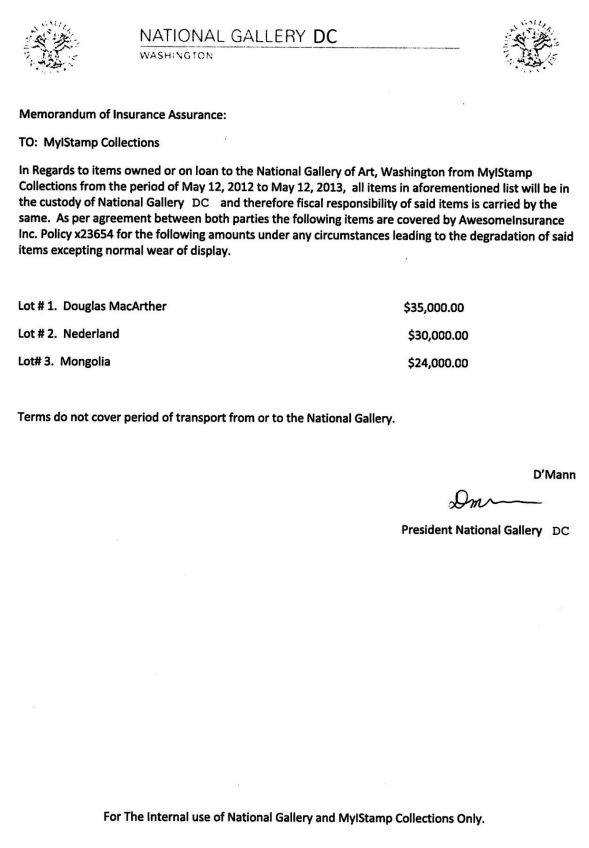 NATIONAL GALLERY DC
WASHINGTON
Memorandum of Insurance Assurance:
TO: MylStamp Collections
In Regards to items owned or on loan to the National Gallery of Art, Washington from MylStamp
Collections from the period of May 12, 2012 to May 12, 2013, all items in aforementioned list will be in
the custody of National Gallery DC and therefore fiscal responsibility of said items is carried by the
same. As per agreement between both parties the following items are covered by AwesomeInsurance
Inc. Policy x23654 for the following amounts under any circumstances leading to the degradation of said
items excepting normal wear of display.
Lot # 1. Douglas MacArther $35,000.00
Lot # 2. Nederland $30,000.00
Lot# 3. Mongolia $24,000.00
Terms do not cover period of transport from or to the National Gallery.
D'Mann
President National Gallery DC
For The Internal use of National Gallery and MylStamp Collections Only.